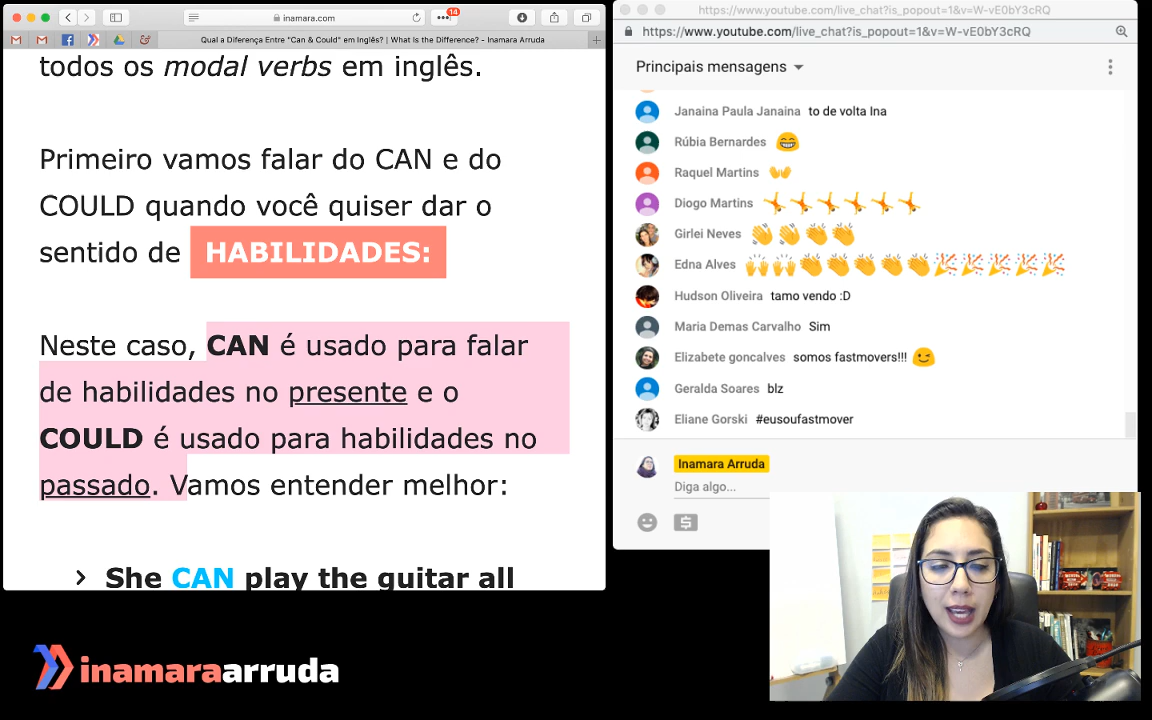 inamara.com
14
Qual a Diferença Entre "Can & Could" em Inglês? | What Is the Difference? - Inamara Arruda
todos os modal verbs em inglês.
Primeiro vamos falar do CAN e do
COULD quando você quiser dar o
sentido de HABILIDADES:
Neste caso, CAN é usado para falar
de habilidades no presente e o
COULD é usado para habilidades no
passado. Vamos entender melhor:
> She CAN play the guitar all
inamaraarruda
https://www.youtube.com/live_chat?is_popout=1&v=W-vE0bY3cRQ
https://www.youtube.com/live_chat?is_popout=1&v=W-vE0bY3cRQ
Principais mensagens
Janaina Paula Janaina to de volta Ina
Rúbia Bernardes 😁
Raquel Martins 👐
Diogo Martins 🤸🤸🤸🤸🤸🤸
Girlei Neves 👏👏👏👏
Edna Alves 🙌🙌👏👏👏👏👏🎉🎉🎉🎉🎉
Hudson Oliveira tamo vendo :D
Maria Demas Carvalho Sim
Elizabete goncalves somos fastmovers!!! 😉
Geralda Soares blz
Eliane Gorski #eusoufastmover
Inamara Arruda
Diga algo...